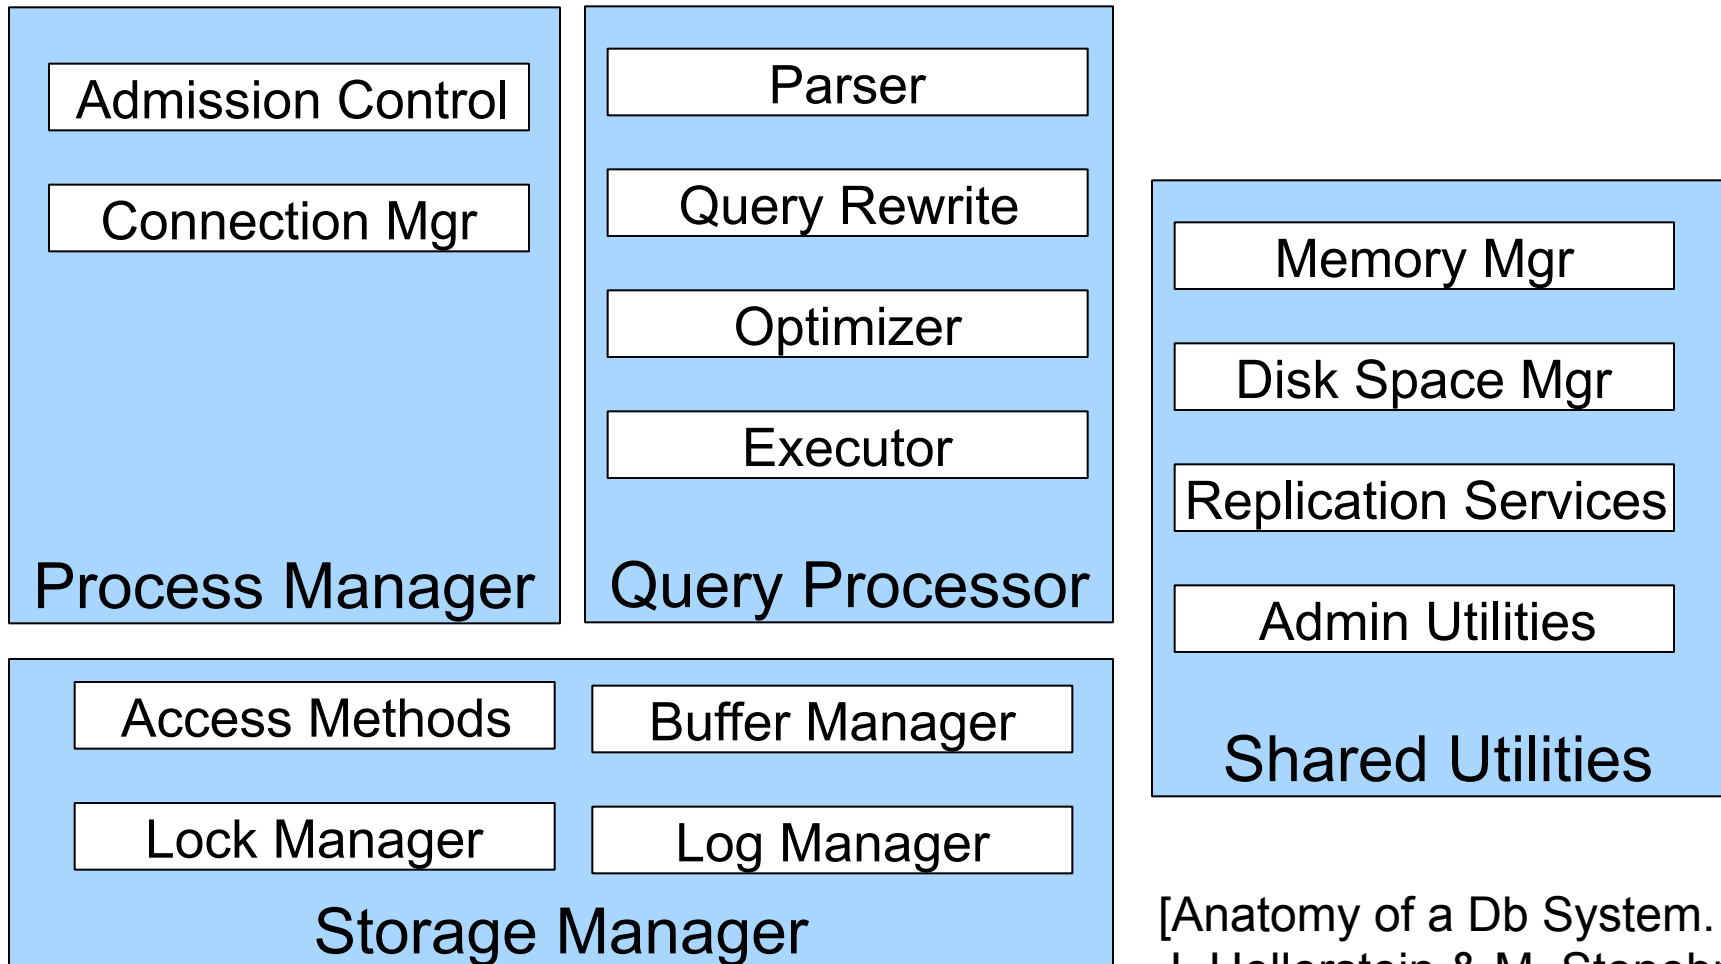 Admission Control
Connection Mgr
Process Manager
Parser
Query Rewrite
Optimizer
Executor
Query Processor
Memory Mgr
Disk Space Mgr
Replication Services
Admin Utilities
Shared Utilities
Access Methods
Buffer Manager
Lock Manager
Log Manager
Storage Manager
[Anatomy of a Db System.
Hellerstein & M.